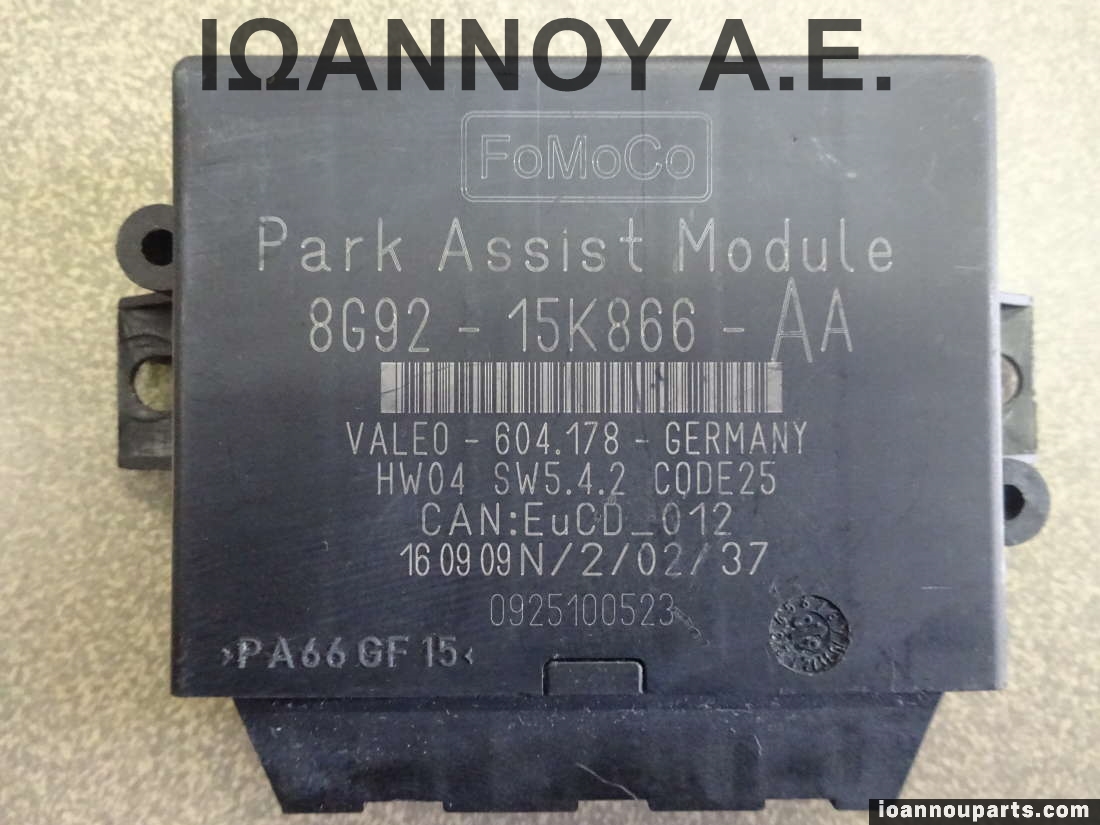 ΙΩΑΝΝΟΥ Α.Ε.
FoMoCo
Park Assist Module
8G92 - 15K866 - AA
VALEO - 604.178 - GERMANY
HW04 SW5.4.2 CODE25
CAN:EuCD_012
16 09 09N/2/02/37
0925100523
>PA66 GF 15<
ioannouparts.com